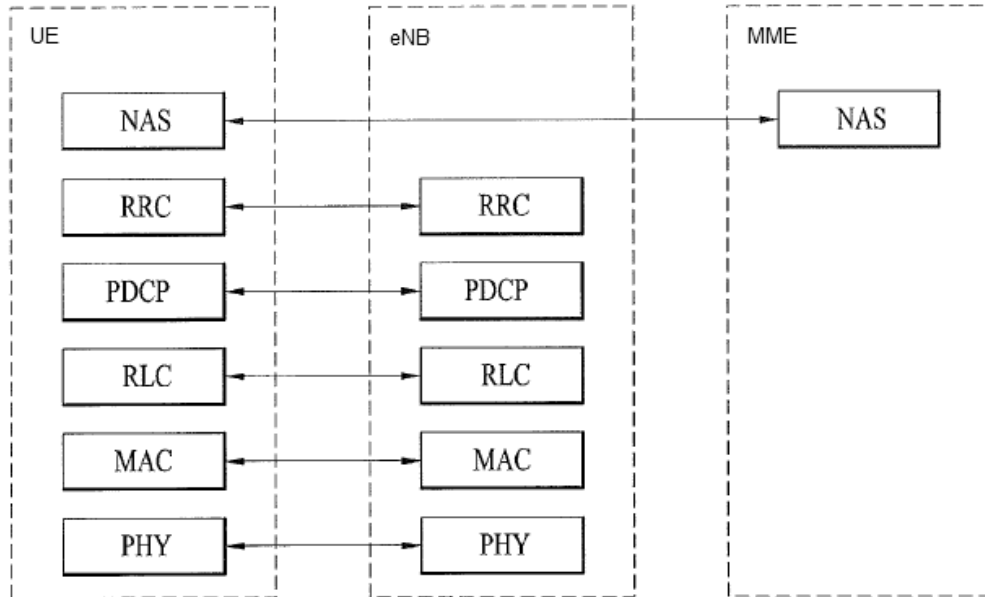 UE
eNB
MME
NAS
NAS
RRC
RRC
PDCP
PDCP
RLC
RLC
MAC
MAC
PHY
PHY